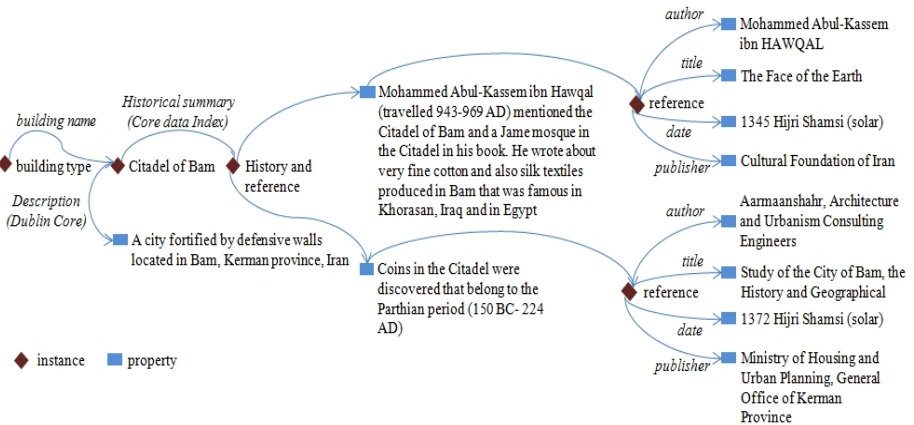 building name
building type
Description
(Dublin Core)
Historical summary
(Core data Index)
Citadel of Bam
A city fortified by defensive walls
located in Bam, Kerman province, Iran
History and
reference
Mohammed Abul-Kassem ibn Hawqal
(travelled 943-969 AD) mentioned the
Citadel of Bam and a Jame mosque in
the Citadel in his book. He wrote about
very fine cotton and also silk textiles
produced in Bam that was famous in
Khorasan, Iraq and in Egypt
Coins in the Citadel were
discovered that belong to the
Parthian period (150 BC- 224
AD)
reference
author
Mohammed Abul-Kassem
ibn HAWQAL
title
The Face of the Earth
date
1345 Hijri Shamsi (solar)
publisher
Cultural Foundation of Iran
reference
author
Aarmaanshahr, Architecture
and Urbanism Consulting
Engineers
title
Study of the City of Bam, the
History and Geographical
date
1372 Hijri Shamsi (solar)
publisher
Ministry of Housing and
Urban Planning, General
Office of Kerman
Province
instance
property